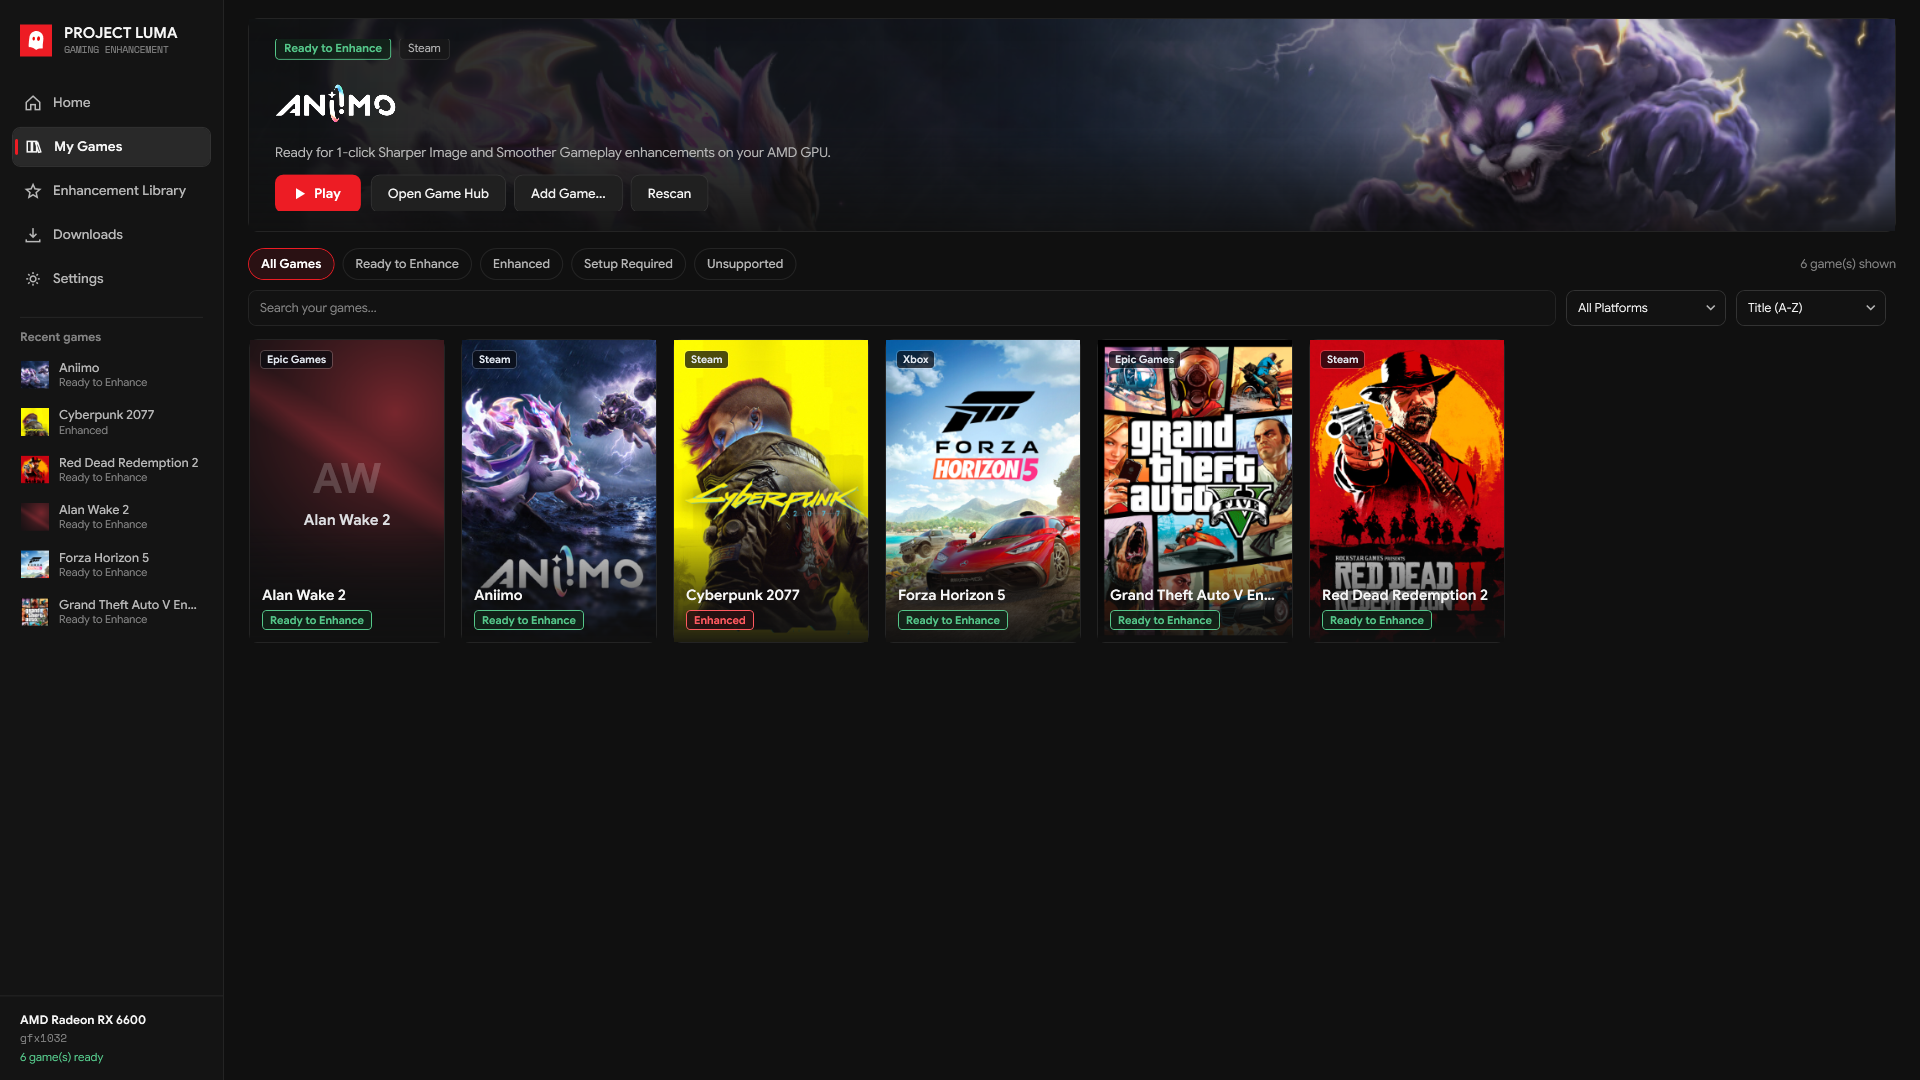 PROJECT LUMA
GAMING ENHANCEMENT
Home
My Games
Enhancement Library
Downloads
Settings
Recent games
Aniimo
Ready to Enhance
Cyberpunk 2077
Enhanced
Red Dead Redemption 2
Ready to Enhance
Alan Wake 2
Ready to Enhance
Forza Horizon 5
Ready to Enhance
Grand Theft Auto V En...
Ready to Enhance
AMD Radeon RX 6600
gfx1032
6 game(s) ready
Ready to Enhance
Steam
ANIIMO
Ready for 1-click Sharper Image and Smoother Gameplay enhancements on your AMD GPU.
Play
Open Game Hub
Add Game...
Rescan
All Games
Ready to Enhance
Enhanced
Setup Required
Unsupported
6 game(s) shown
Search your games...
All Platforms
Title (A-Z)
Epic Games
AW
Alan Wake 2
Alan Wake 2
Ready to Enhance
Steam
ANIIMO
Aniimo
Ready to Enhance
Steam
Cyberpunk
2077
Cyberpunk 2077
Enhanced
Xbox
FORZA
HORIZON 5
Forza Horizon 5
Ready to Enhance
Epic Games
grand
theft
auto
FIVE
Grand Theft Auto V En...
Ready to Enhance
Steam
ROCKSTAR GAMES PRESENTS
RED DEAD
REDEMPTION II
Red Dead Redemption 2
Ready to Enhance